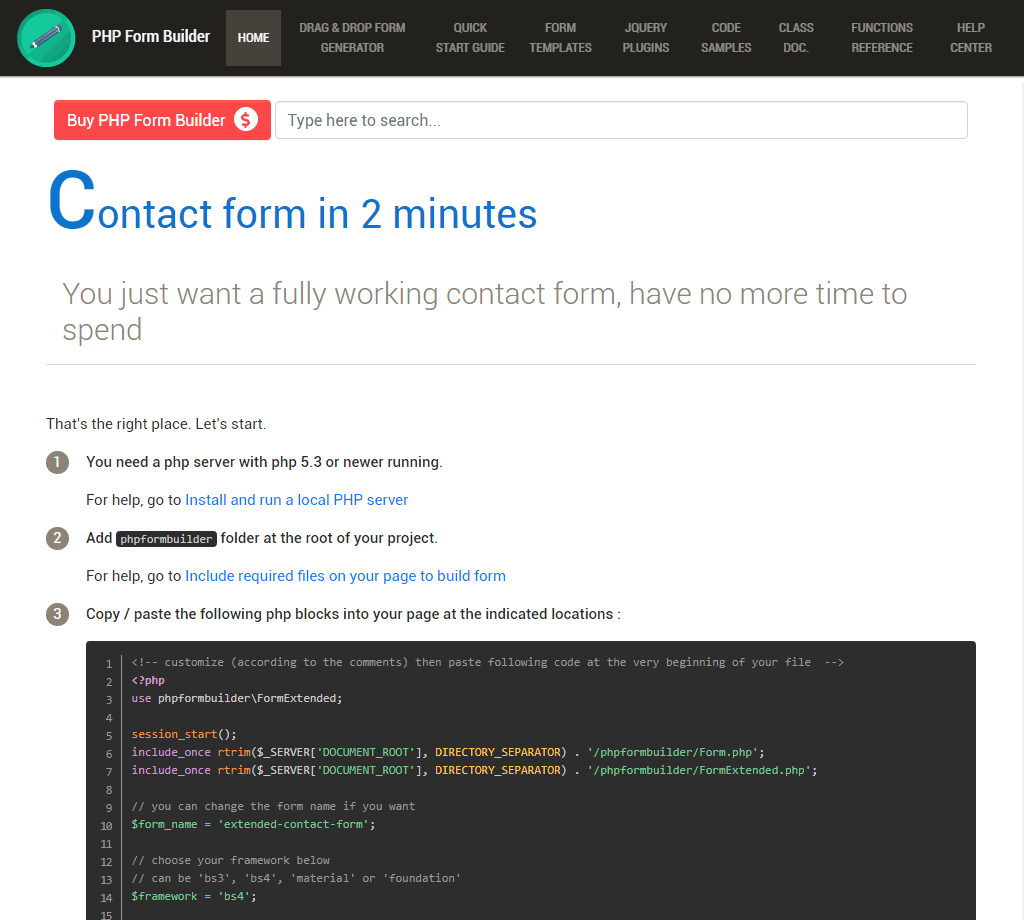 PHP Form Builder
HOME
DRAG & DROP FORM
GENERATOR
QUICK
START GUIDE
FORM
TEMPLATES
JQUERY
PLUGINS
CODE
SAMPLES
CLASS
DOC.
FUNCTIONS
REFERENCE
HELP
CENTER
Buy PHP Form Builder $
Type here to search...
Contact form in 2 minutes
You just want a fully working contact form, have no more time to
spend
That's the right place. Let's start.
1 You need a php server with php 5.3 or newer running.
For help, go to Install and run a local PHP server
2 Add phpformbuilder folder at the root of your project.
For help, go to Include required files on your page to build form
3 Copy / paste the following php blocks into your page at the indicated locations :
1 <!-- customize (according to the comments) then paste following code at the very beginning of your file  -->
2 <?php
3 use phpformbuilder\FormExtended;
4
5 session_start();
6 include_once rtrim($_SERVER['DOCUMENT_ROOT'], DIRECTORY_SEPARATOR) . '/phpformbuilder/Form.php';
7 include_once rtrim($_SERVER['DOCUMENT_ROOT'], DIRECTORY_SEPARATOR) . '/phpformbuilder/FormExtended.php';
8
9 // you can change the form name if you want
10 $form_name = 'extended-contact-form';
11
12 // choose your framework below
13 // can be 'bs3', 'bs4', 'material' or 'foundation'
14 $framework = 'bs4';
15